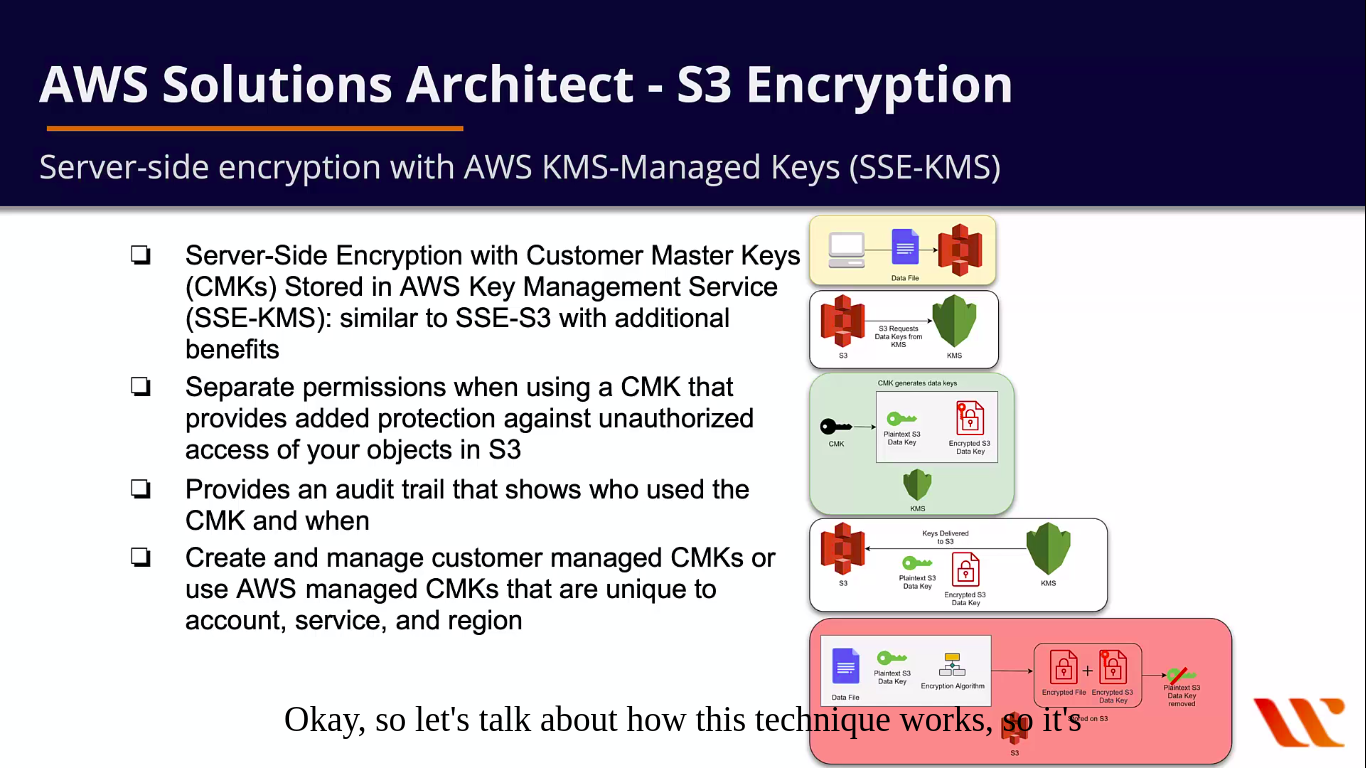 AWS Solutions Architect - S3 Encryption
Server-side encryption with AWS KMS-Managed Keys (SSE-KMS)
Server-Side Encryption with Customer Master Keys
(CMKs) Stored in AWS Key Management Service
(SSE-KMS): similar to SSE-S3 with additional
benefits
Separate permissions when using a CMK that
provides added protection against unauthorized
access of your objects in S3
Provides an audit trail that shows who used the
CMK and when
Create and manage customer managed CMKs or
use AWS managed CMKs that are unique to
account, service, and region
Data File
S3 Requests
Data Keys from
KMS
S3
KMS
CMK generates data keys
CMK
Plaintext S3
Data Key
Encrypted S3
Data Key
KMS
Keys Delivered
to S3
S3
Plaintext S3
Data Key
Encrypted S3
Data Key
KMS
Data File
Plaintext S3
Data Key
Encryption Algorithm
Encrypted File
+
Encrypted S3
Data Key
Plaintext S3
Data Key
removed
on S3
S3
Okay, so let's talk about how this technique works, so it's